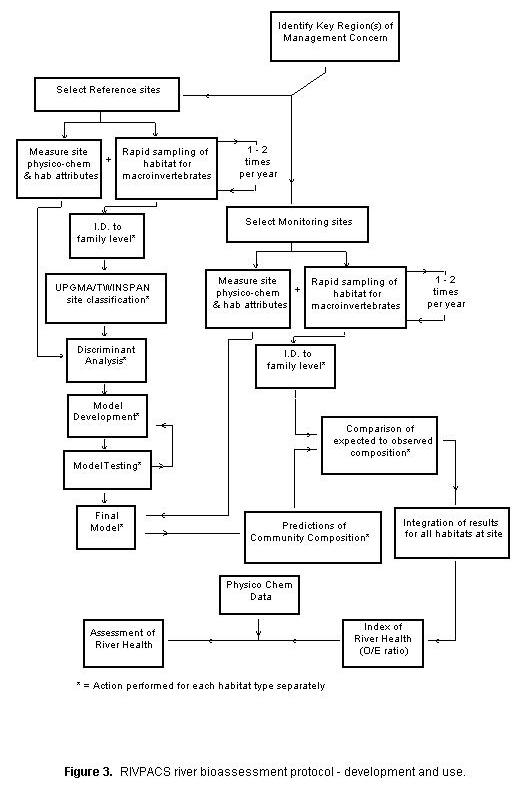 Identify Key Region(s) of
Management Concern
Select Reference sites
Measure site
physico-chem
& hab attributes
+
Rapid sampling of
habitat for
macroinvertebrates
1 - 2
times
per year
I.D. to
family level*
UPGMA/TWINSPAN
site classification*
Discriminant
Analysis*
Model
Development*
Model Testing*
Final
Model*
Select Monitoring sites
Measure site
physico-chem
& hab attributes
+
Rapid sampling of
habitat for
macroinvertebrates
1 - 2
times
per year
I.D. to
family level*
Comparison of
expected to observed
composition*
Predictions of
Community Composition*
Integration of results
for all habitats at site
Physico Chem
Data
Assessment of
River Health
Index of
River Health
(O/E ratio)
* = Action performed for each habitat type separately
Figure 3. RIVPACS river bioassessment protocol - development and use.